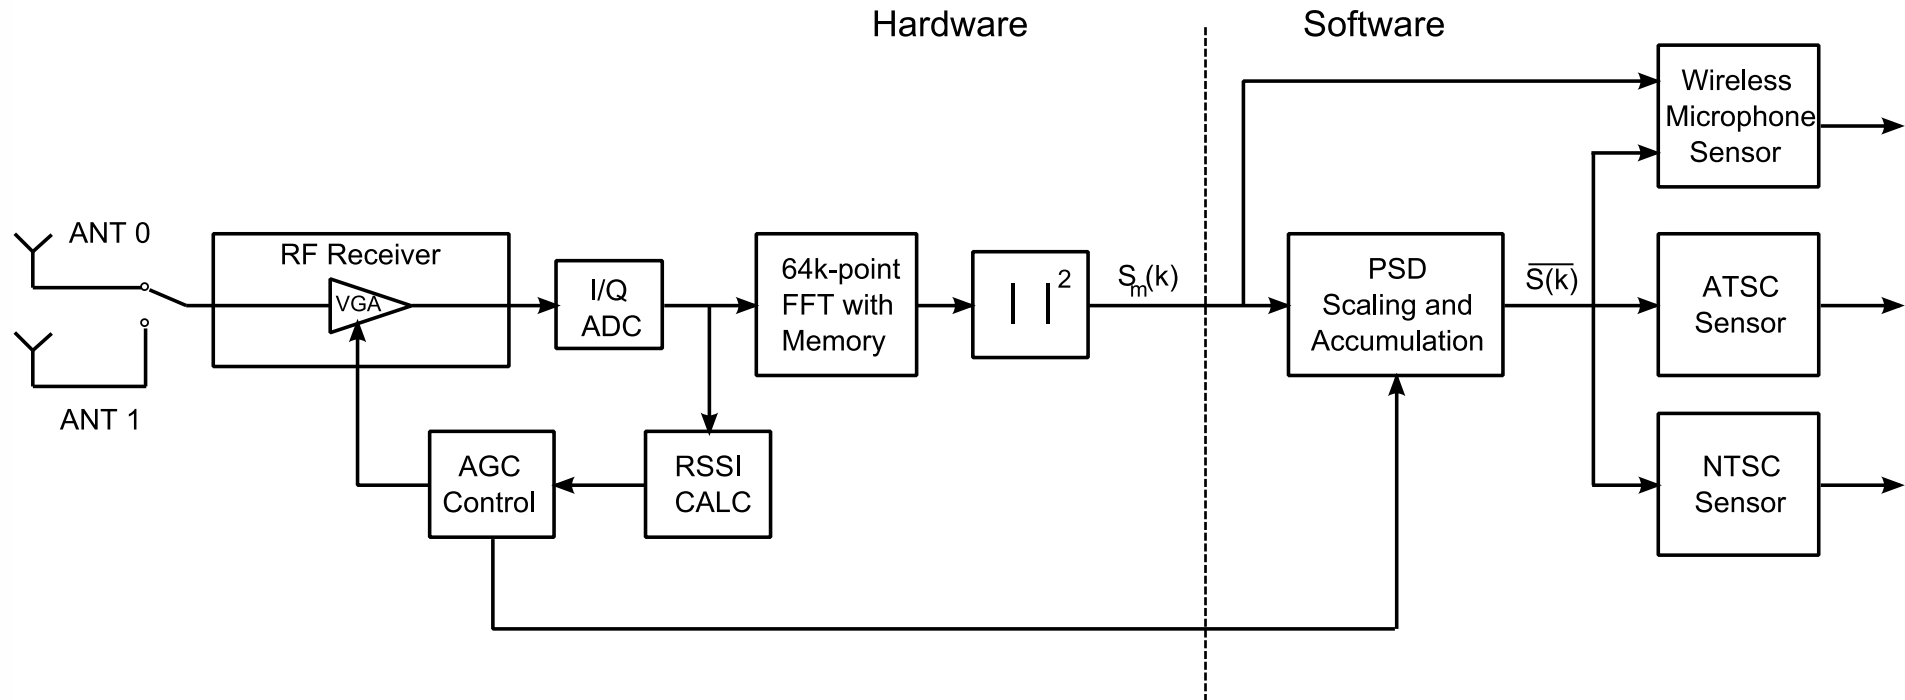 Hardware
Software
Wireless
Microphone
Sensor
ANT 0
RF Receiver
VGA
I/Q
ADC
64k-point
FFT with
Memory
| |²
Sₘ(k)
PSD
Scaling and
Accumulation
S̅(̅k̅)̅
ATSC
Sensor
ANT 1
AGC
Control
RSSI
CALC
NTSC
Sensor